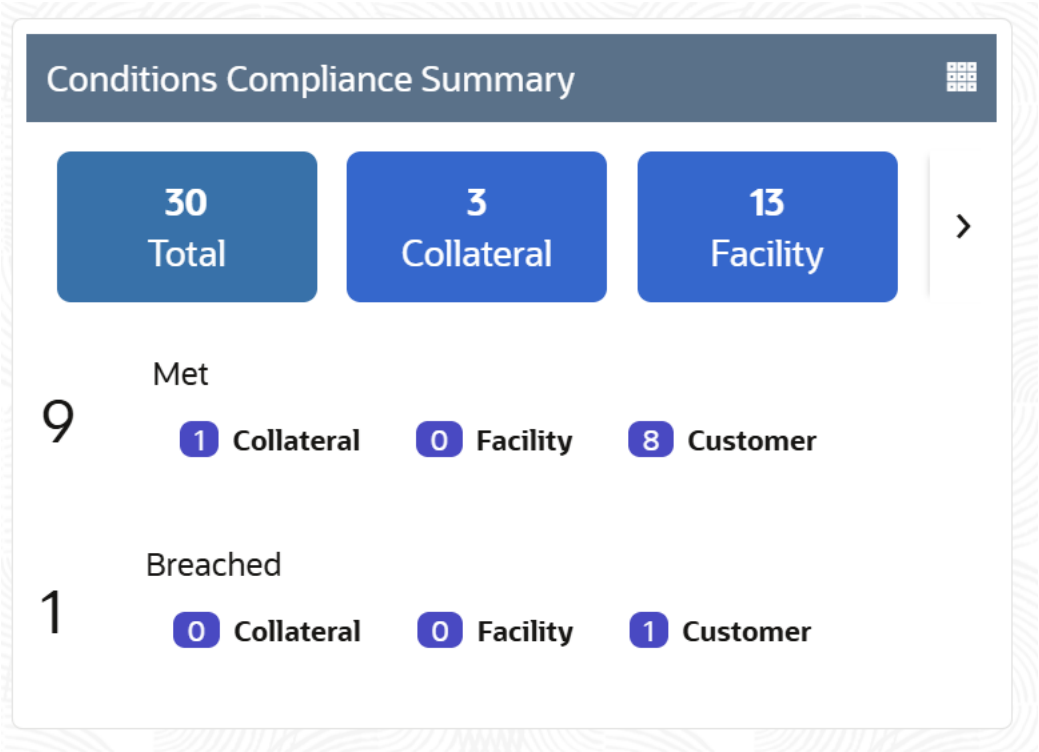 Conditions Compliance Summary
30 3 13
Total Collateral Facility
Met
9 1 Collateral 0 Facility 8 Customer
Breached
1 0 Collateral 0 Facility 1 Customer